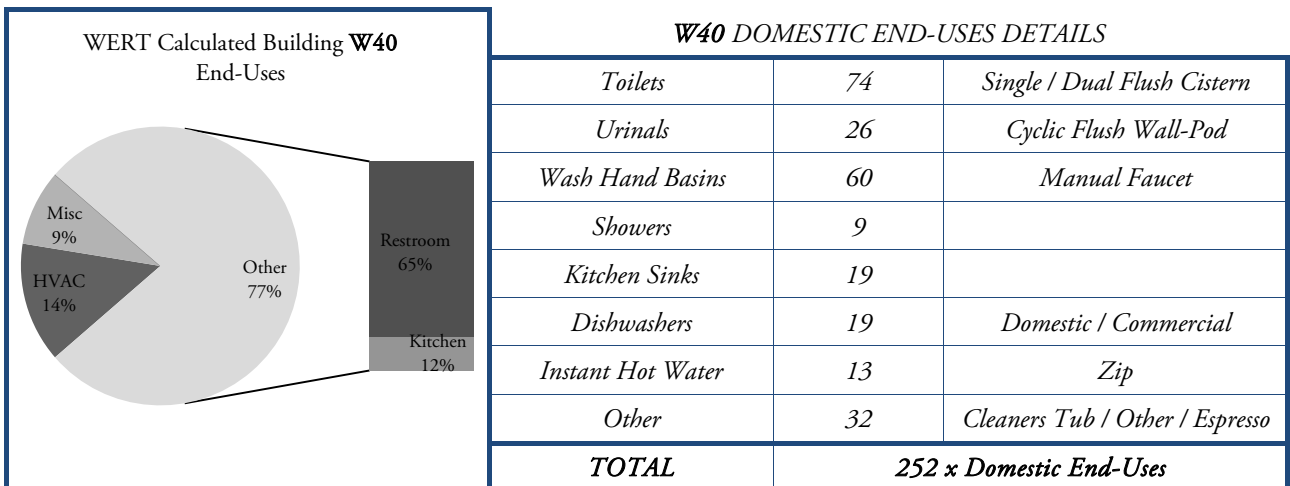 WERT Calculated Building W40
End-Uses
Misc
9%
HVAC
14%
Other
77%
Restroom
65%
Kitchen
12%
W40 DOMESTIC END-USES DETAILS
Toilets 74 Single / Dual Flush Cistern
Urinals 26 Cyclic Flush Wall-Pod
Wash Hand Basins 60 Manual Faucet
Showers 9
Kitchen Sinks 19
Dishwashers 19 Domestic / Commercial
Instant Hot Water 13 Zip
Other 32 Cleaners Tub / Other / Espresso
TOTAL 252 x Domestic End-Uses